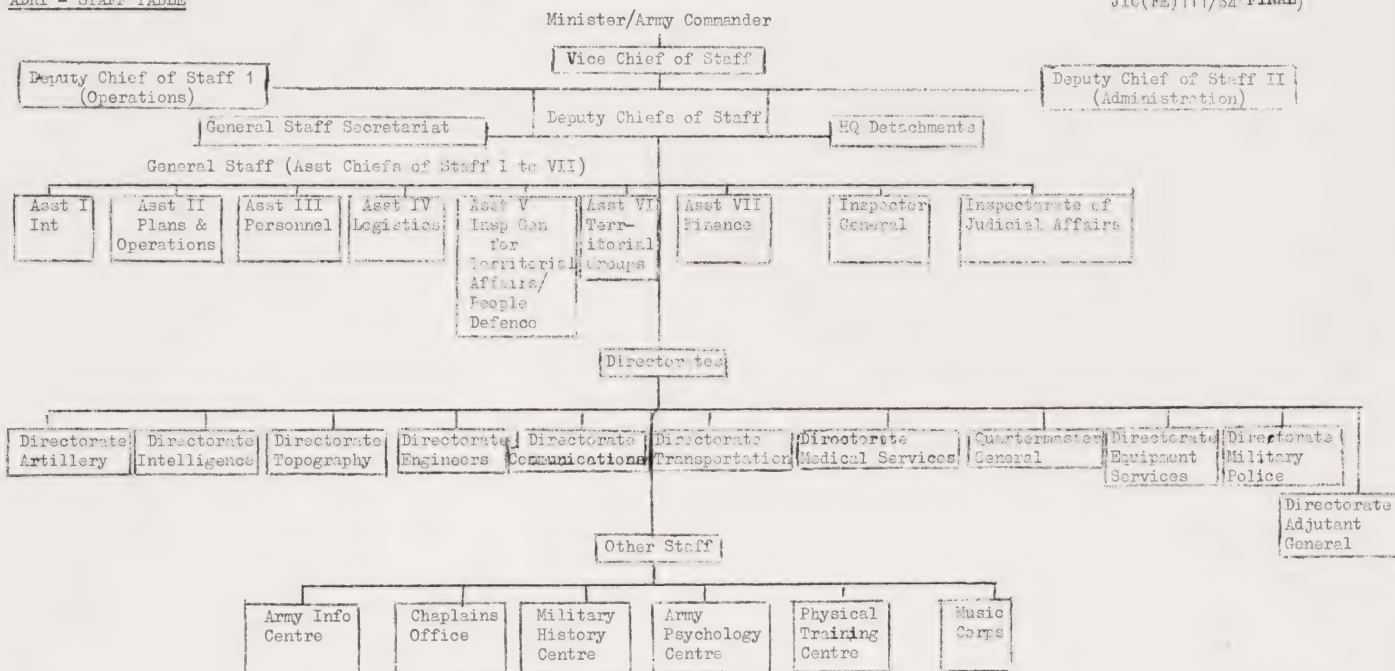 ADRI - STAFF TABLE
FINAL)
Minister/Army Commander
Vice Chief of Staff
Deputy Chief of Staff 1
(Operations)
Deputy Chief of Staff II
(Administration)
Deputy Chiefs of Staff
General Staff Secretariat
HQ Detachments
General Staff (Asst Chiefs of Staff I to VII)
Asst I
Int
Asst II
Plans &
Operations
Asst III
Personnel
Asst IV
Logistics
Asst V
Insp Gen
for
Territorial
Affairs/
People
Defence
Asst VI
Terr-
itorial
Groups
Asst VII
Finance
Inspector
General
Inspectorate of
Judicial Affairs
Directorates
Directorate
Artillery
Directorate
Intelligence
Directorate
Topography
Directorate
Engineers
Directorate
Communications
Directorate
Transportation
Directorate
Medical Services
Quartermaster
General
Directorate
Equipment
Services
Directorate
Military
Police
Directorate
Adjutant
General
Other Staff
Army Info
Centre
Chaplains
Office
Military
History
Centre
Army
Psychology
Centre
Physical
Training
Centre
Music
Corps